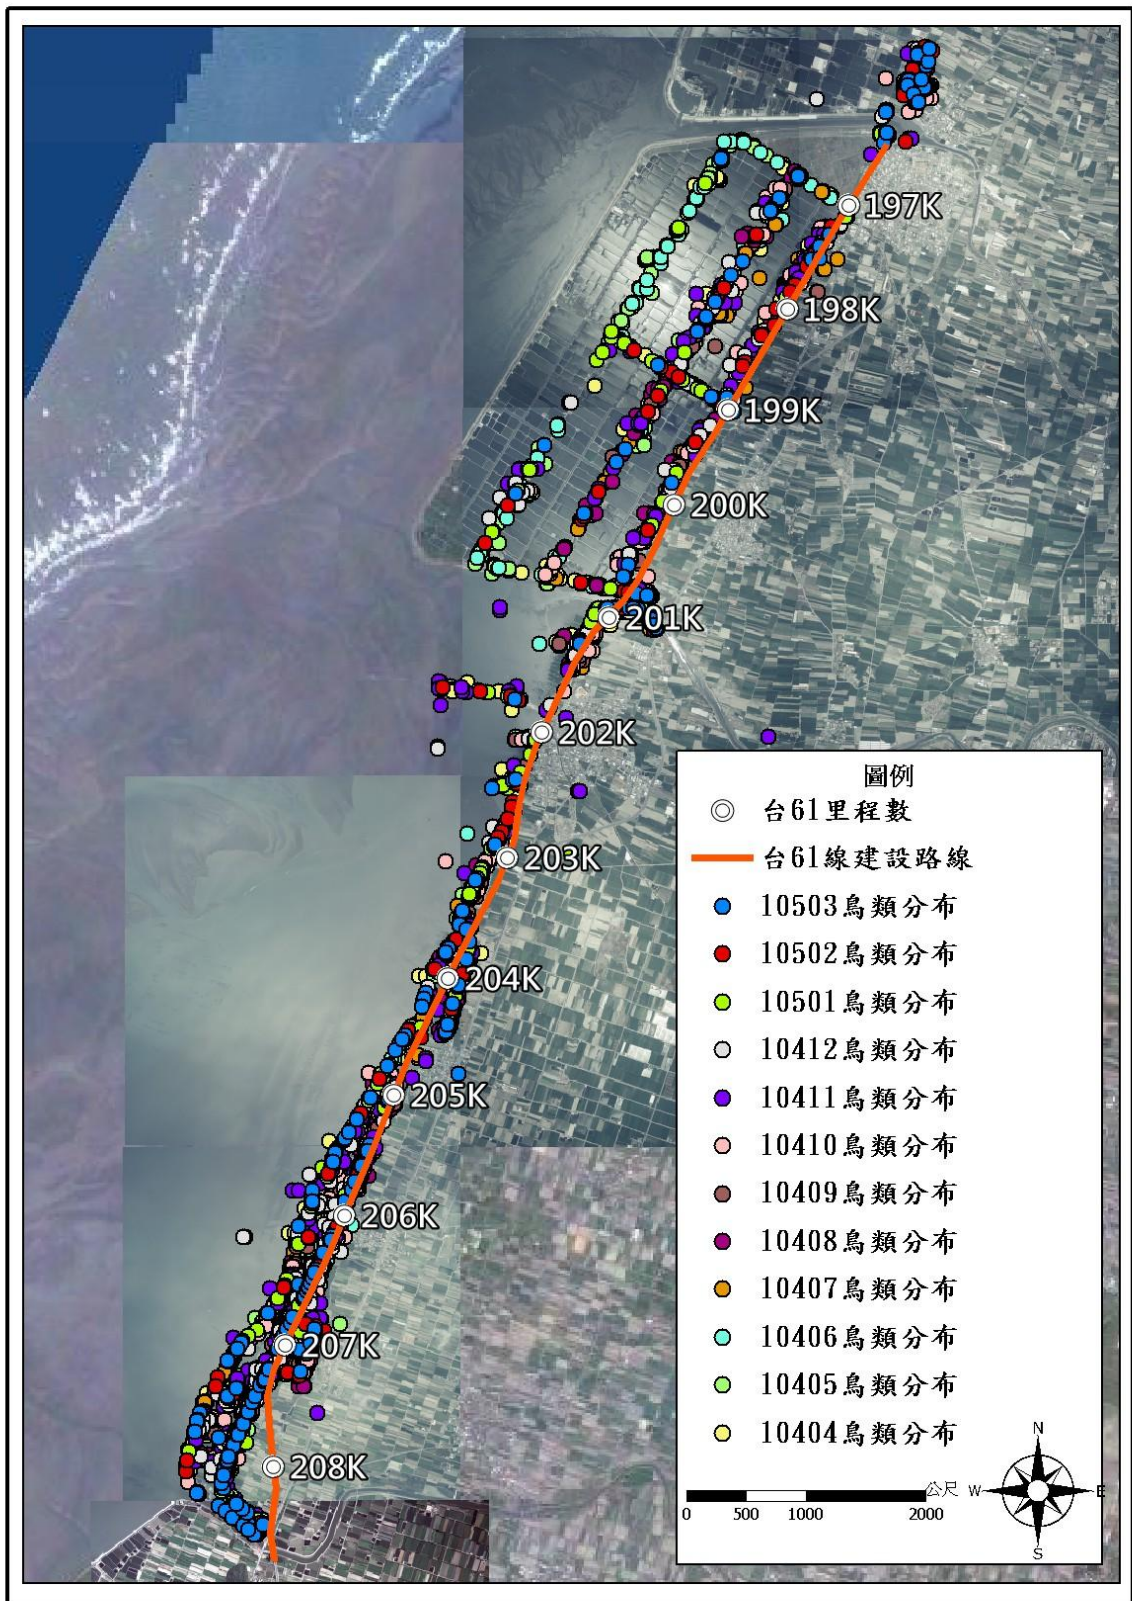 197K
198K
199K
200K
201K
202K
203K
204K
205K
206K
207K
208K
圖例
台61里程數
台61線建設路線
10503鳥類分布
10502鳥類分布
10501鳥類分布
10412鳥類分布
10411鳥類分布
10410鳥類分布
10409鳥類分布
10408鳥類分布
10407鳥類分布
10406鳥類分布
10405鳥類分布
10404鳥類分布
N
公尺 W E
0 500 1000 2000
S